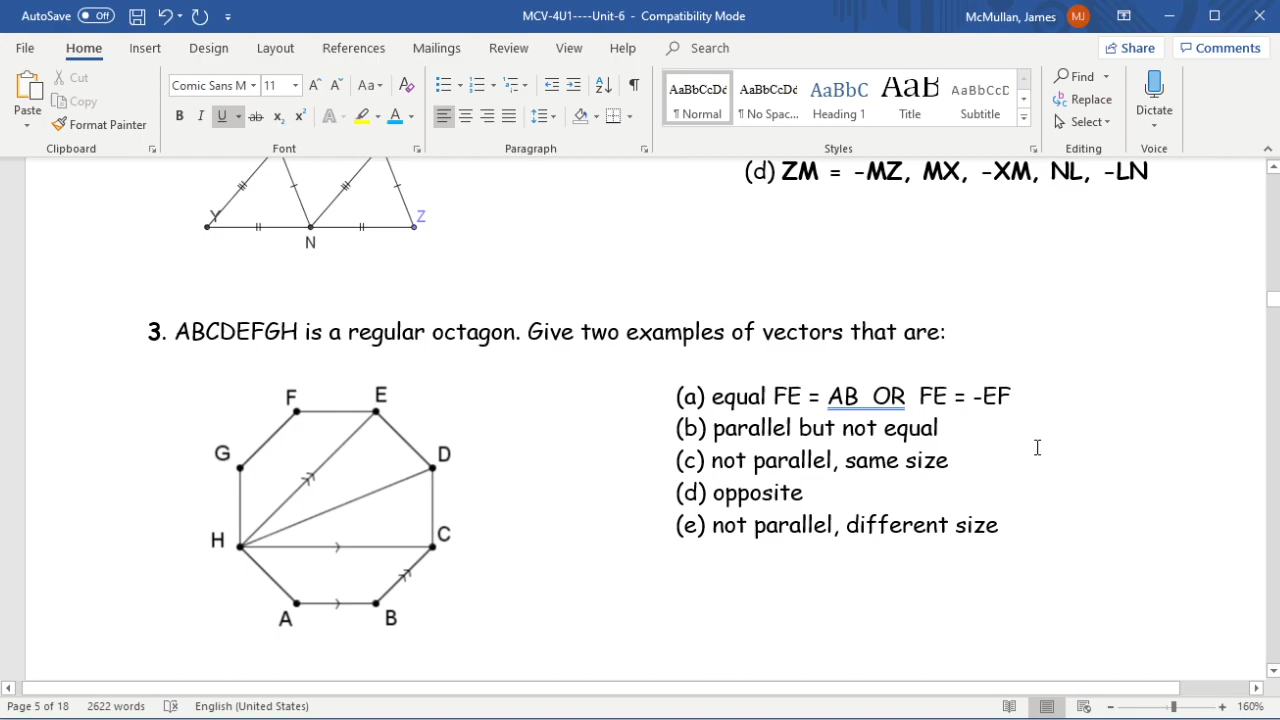 AutoSave Off MCV-4U1----Unit-6 - Compatibility Mode McMullan, James MJ
File Home Insert Design Layout References Mailings Review View Help Search Share Comments
Paste Cut Copy Format Painter
Comic Sans M 11 Aa A
B I U ab x₂ x² A A
AaBbCcDd AaBbCcDd AaBbC AaB AaBbCcD
¶ Normal ¶ No Spac... Heading 1 Title Subtitle
Find Replace Select
Dictate
Clipboard Font Paragraph Styles Editing Voice
(d) ZM = -MZ, MX, -XM, NL, -LN
Y Z
N
3. ABCDEFGH is a regular octagon. Give two examples of vectors that are:
F E
(a) equal FE = AB OR FE = -EF
(b) parallel but not equal
G D
(c) not parallel, same size
(d) opposite
(e) not parallel, different size
H C
A B
Page 5 of 18 2622 words English (United States) 160%